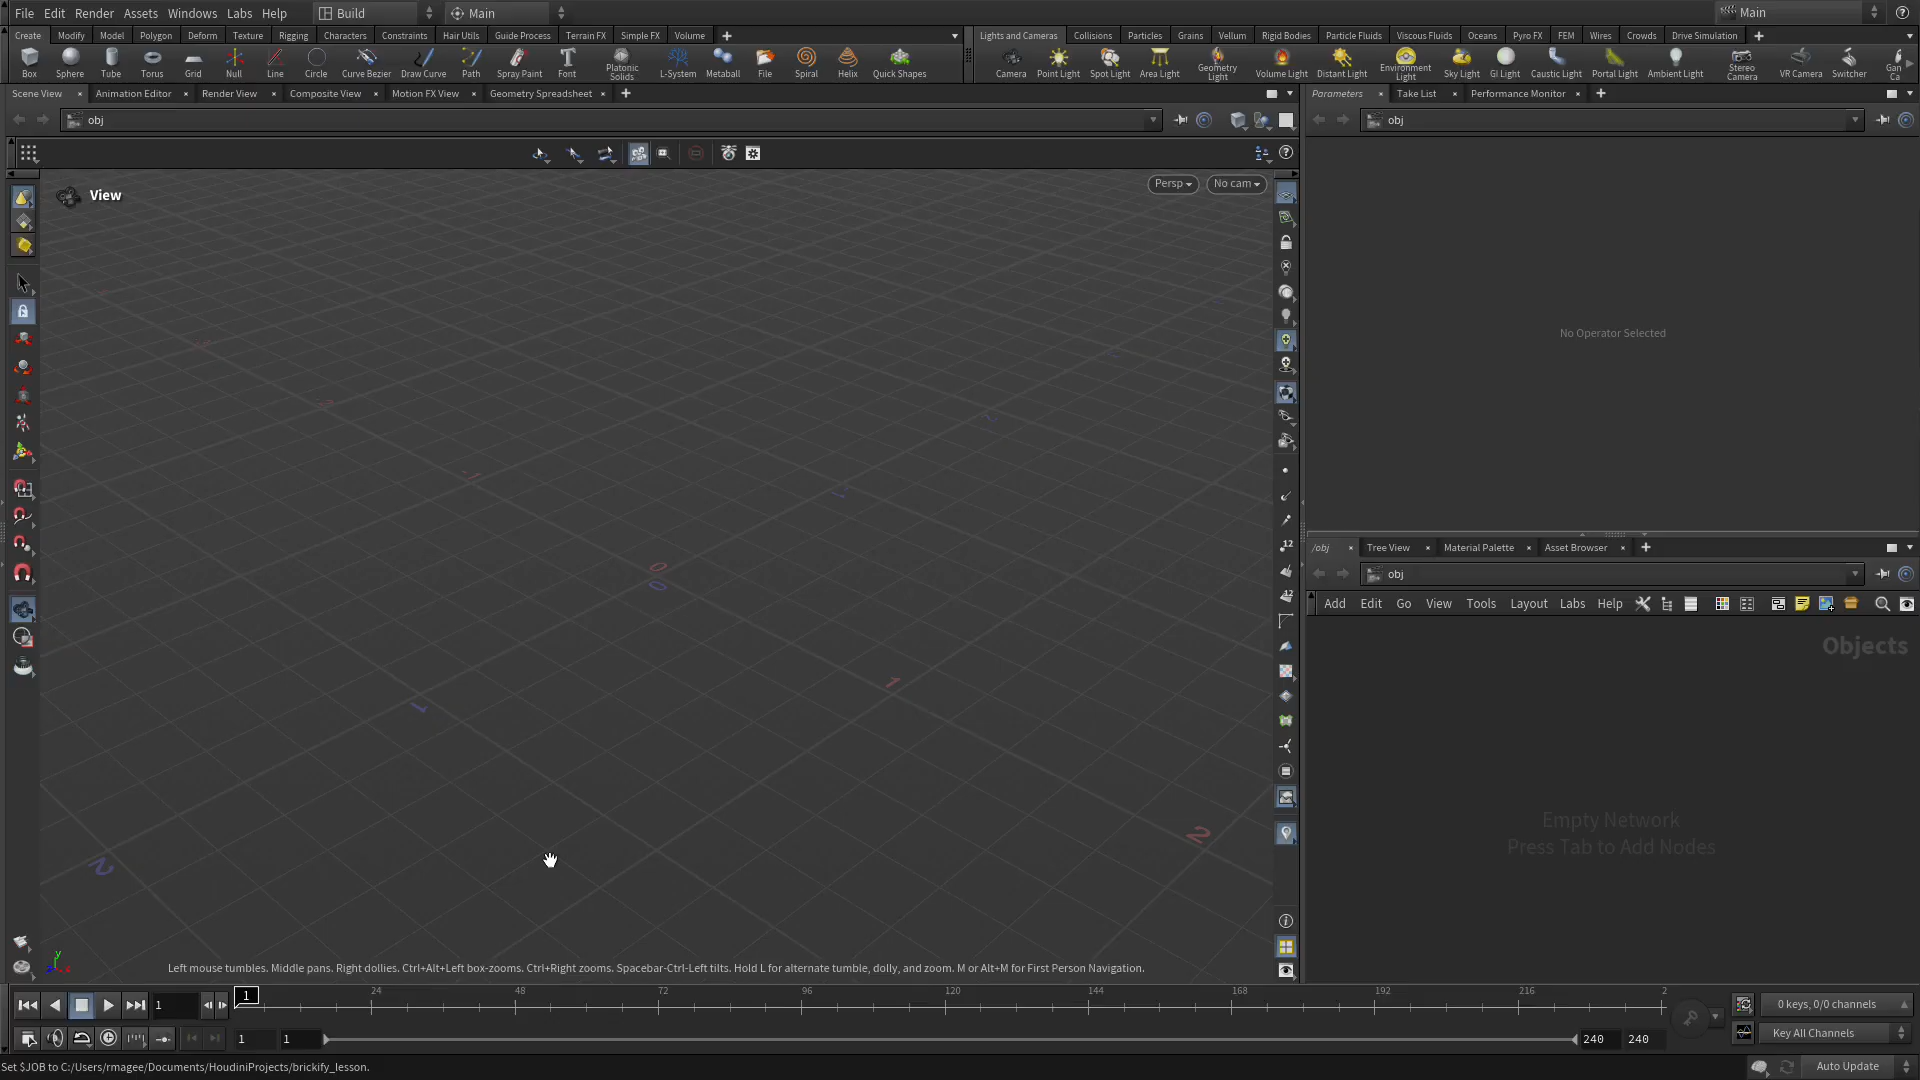 File Edit Render Assets Windows Labs Help Build Main Main
Create Modify Model Polygon Deform Texture Rigging Characters Constraints Hair Utils Guide Process Terrain FX Simple FX Volume
Lights and Cameras Collisions Particles Grains Vellum Rigid Bodies Particle Fluids Viscous Fluids Oceans Pyro FX FEM Wires Crowds Drive Simulation
Box Sphere Tube Torus Grid Null Line Circle Curve Bezier Draw Curve Path Spray Paint Font Platonic Solids L-System Metaball File Spiral Helix Quick Shapes
Camera Point Light Spot Light Area Light Geometry Light Volume Light Distant Light Environment Light Sky Light GI Light Caustic Light Portal Light Ambient Light Stereo Camera VR Camera Switcher Gan Ca
Scene View Animation Editor Render View Composite View Motion FX View Geometry Spreadsheet
Parameters Take List Performance Monitor
obj
obj
View
Persp No cam
No Operator Selected
/obj Tree View Material Palette Asset Browser
obj
Add Edit Go View Tools Layout Labs Help
Objects
Empty Network
Press Tab to Add Nodes
0
0
1
1
2
2
12
12
Left mouse tumbles. Middle pans. Right dollies. Ctrl+Alt+Left box-zooms. Ctrl+Right zooms. Spacebar-Ctrl-Left tilts. Hold L for alternate tumble, dolly, and zoom. M or Alt+M for First Person Navigation.
1 1 24 48 72 96 120 144 168 192 216 2
0 keys, 0/0 channels
1 1 240 240
Key All Channels
Set $JOB to C:/Users/rmagee/Documents/HoudiniProjects/brickify_lesson.
Auto Update